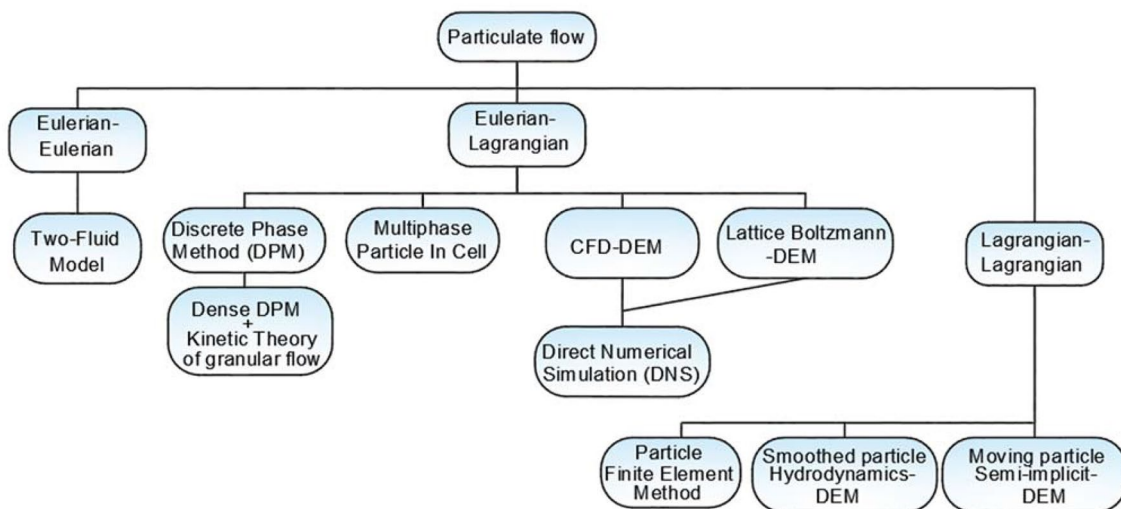 Particulate flow
Eulerian-
Eulerian
Eulerian-
Lagrangian
Two-Fluid
Model
Discrete Phase
Method (DPM)
Multiphase
Particle In Cell
CFD-DEM
Lattice Boltzmann
-DEM
Lagrangian-
Lagrangian
Dense DPM
+
Kinetic Theory
of granular flow
Direct Numerical
Simulation (DNS)
Particle
Finite Element
Method
Smoothed particle
Hydrodynamics-
DEM
Moving particle
Semi-implicit-
DEM